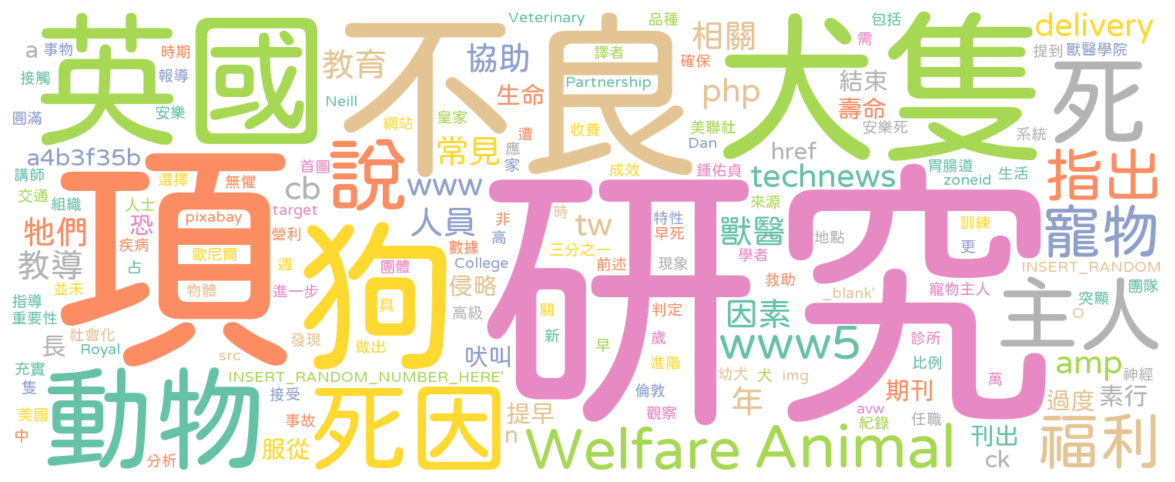 英國
不良
犬隻
研究
項
說
狗
動物
死因
死
指出
寵物
主人
福利
Welfare Animal
www5
technews
delivery
相關
php
協助
教育
Veterinary
品種
包括
需
提到
獸醫學院
譯者
確保
Partnership
生命
Neill
a
事物
時期
接觸
報導
安樂
圓滿
a4b3f35b
講師
選擇
無懼
首圖
cb
www
常見
網站
皇家
收養
遭
應
家
成效
美聯社
Dan
鍾佑貞
壽命
結束
安樂死
系統
href
胃腸道
zoneid
生活
來源
交通
組織
人士
恐
pixabay
target
牠們
疾病
歐尼爾
營利
人員
非
高
tw
時
三分之一
特性
早死
獸醫
學者
地點
訓練
更
INSERT_RANDOM
教導
占
並未
物體
週
數據
團體
College
侵略
前述
現象
救助
_blank'
寵物主人
突顯
團隊
o
指導
重要性
社會化
進一步
具
高級
關
新
早
判定
歲
因素
長
Royal
發現
做出
src
吠叫
進階
診所
比例
萬
amp
神經
充實
隻
INSERT_RANDOM_NUMBER_HERE'
接受
倫敦
幼犬
犬
img
期刊
過度
素行
美國
中
事故
提早
觀察
年
avw
紀錄
任職
分析
服從
n
刊出
ck